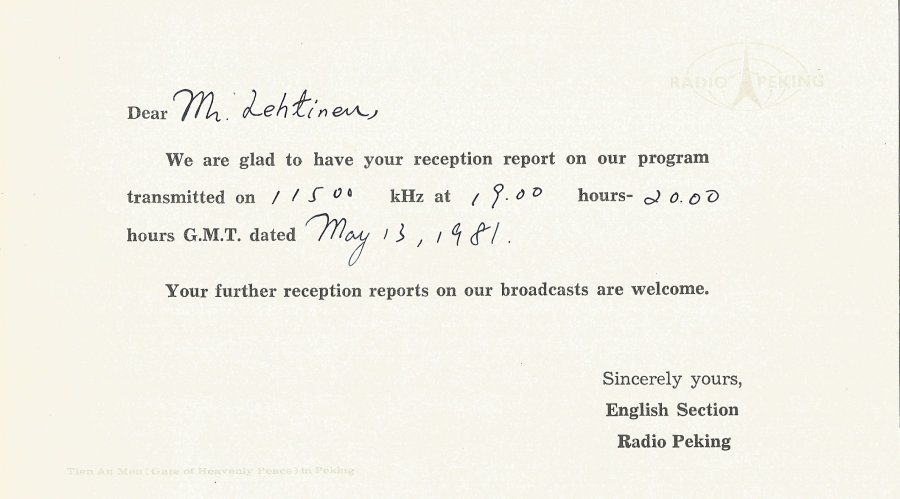 RADIO PEKING
Dear Mr. Lehtinen,
We are glad to have your reception report on our program
transmitted on 11500 kHz at 19.00 hours- 20.00
hours G.M.T. dated May 13, 1981.
Your further reception reports on our broadcasts are welcome.
Sincerely yours,
English Section
Radio Peking
Tien An Men (Gate of Heavenly Peace) in Peking